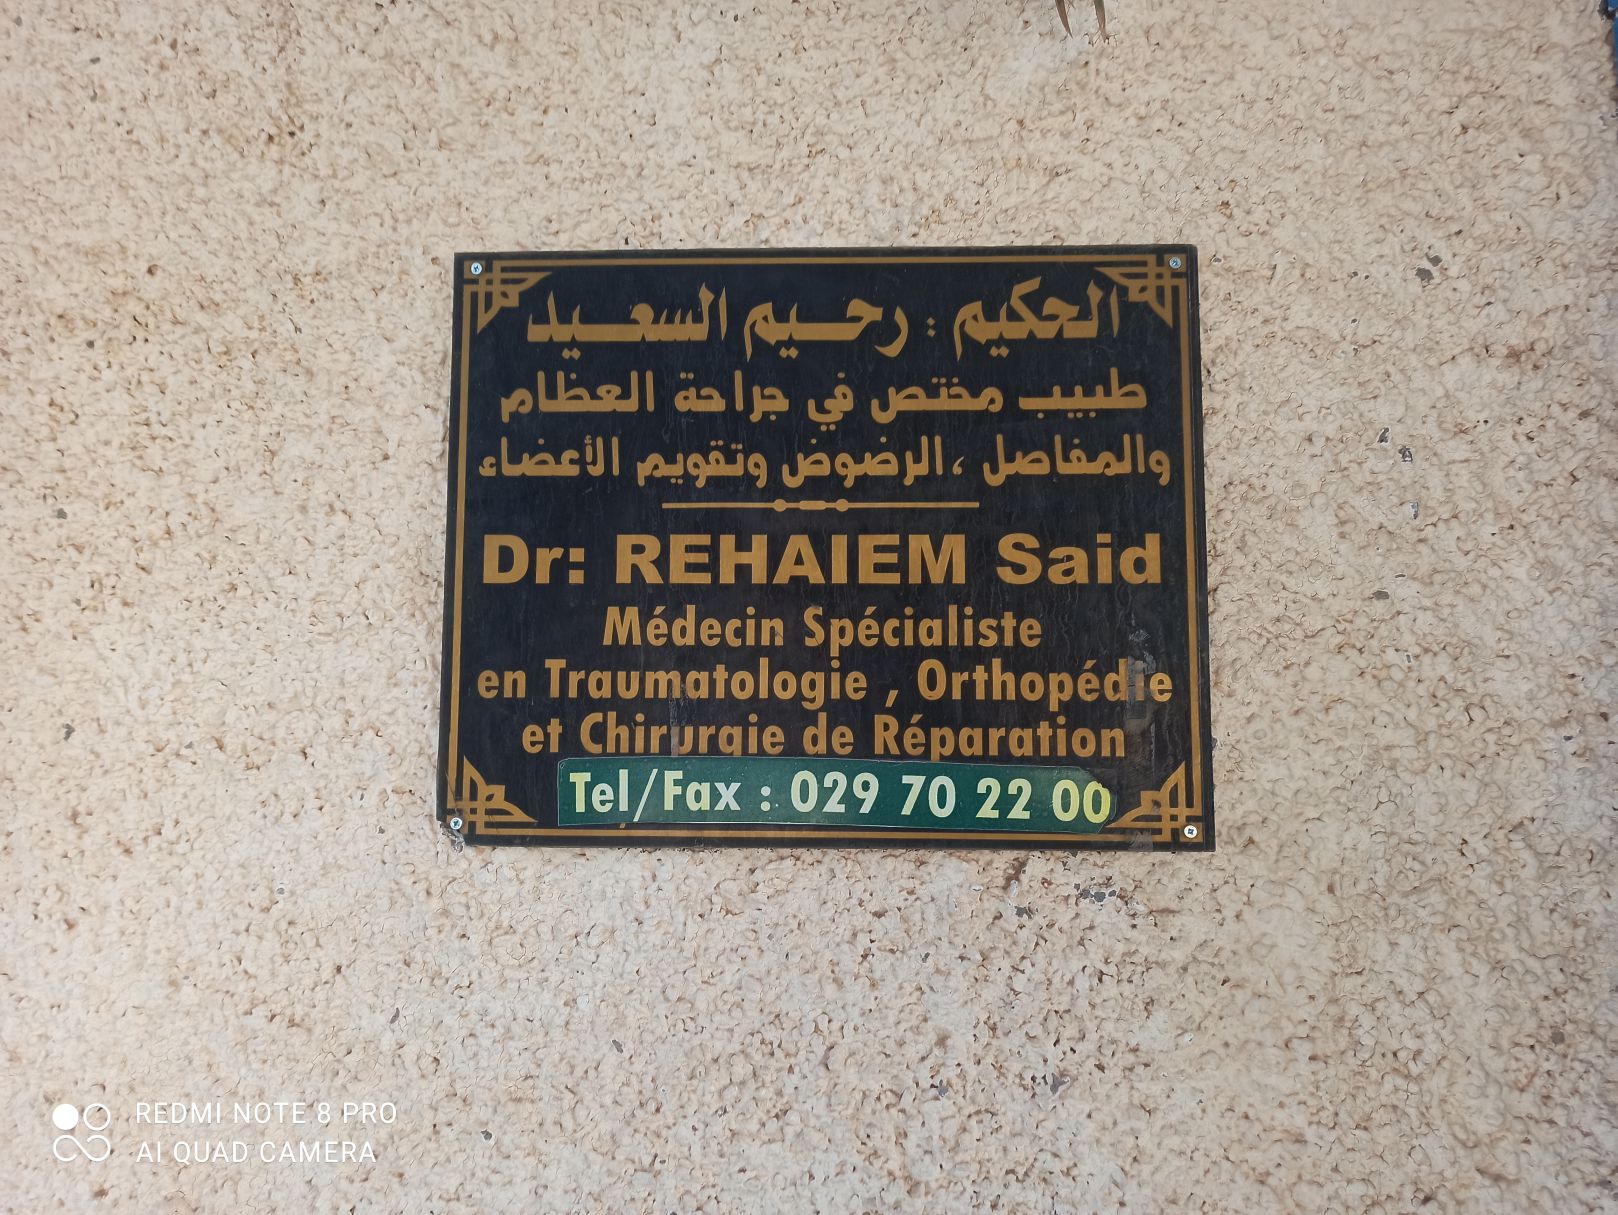 الحكيم : رحيم السعيد
طبيب مختص في جراحة العظام
والمفاصل ، الرضوض وتقويم الأعضاء
Dr: REHAIEM Said
Médecin Spécialiste
en Traumatologie , Orthopédie
et Chirurgie de Réparation
Tel/Fax : 029 70 22 00
REDMI NOTE 8 PRO
AI QUAD CAMERA